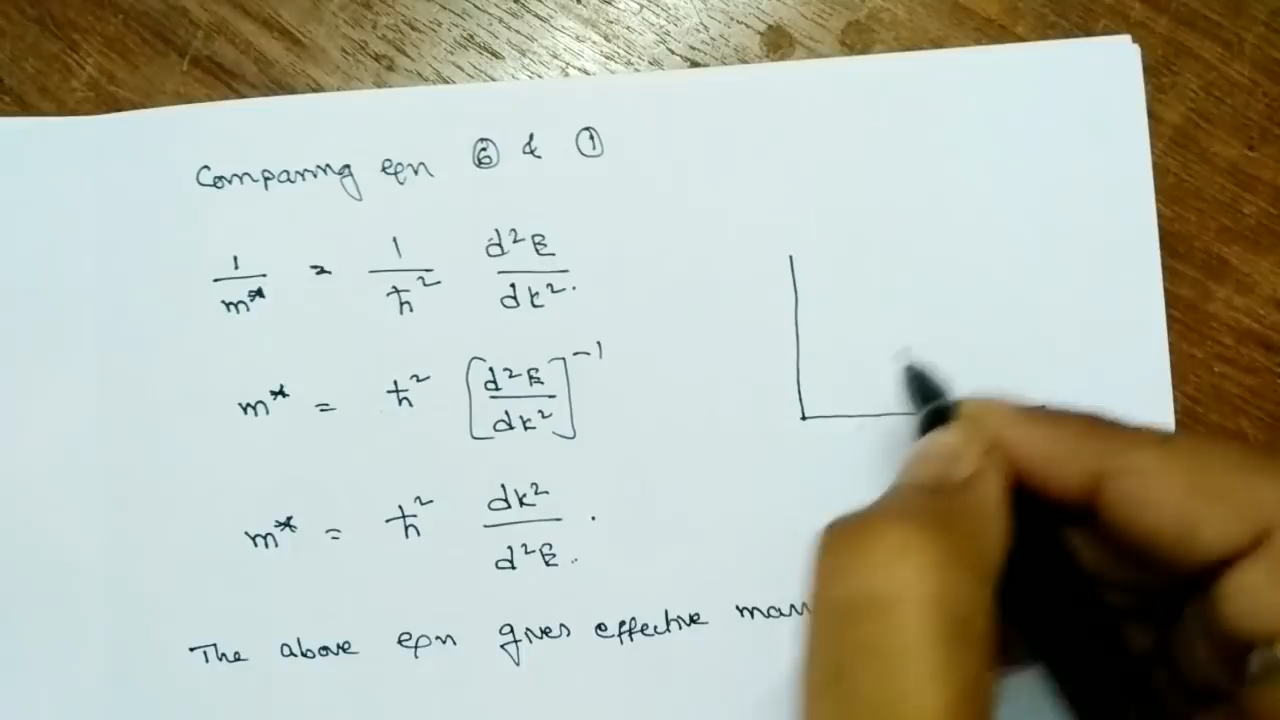 Comparing eqn ⑥ & ①
1/m* = 1/ħ² d²E/dk².
m* = ħ² [d²E/dk²]⁻¹
m* = ħ² dk²/d²E.
The above eqn gives effective mass